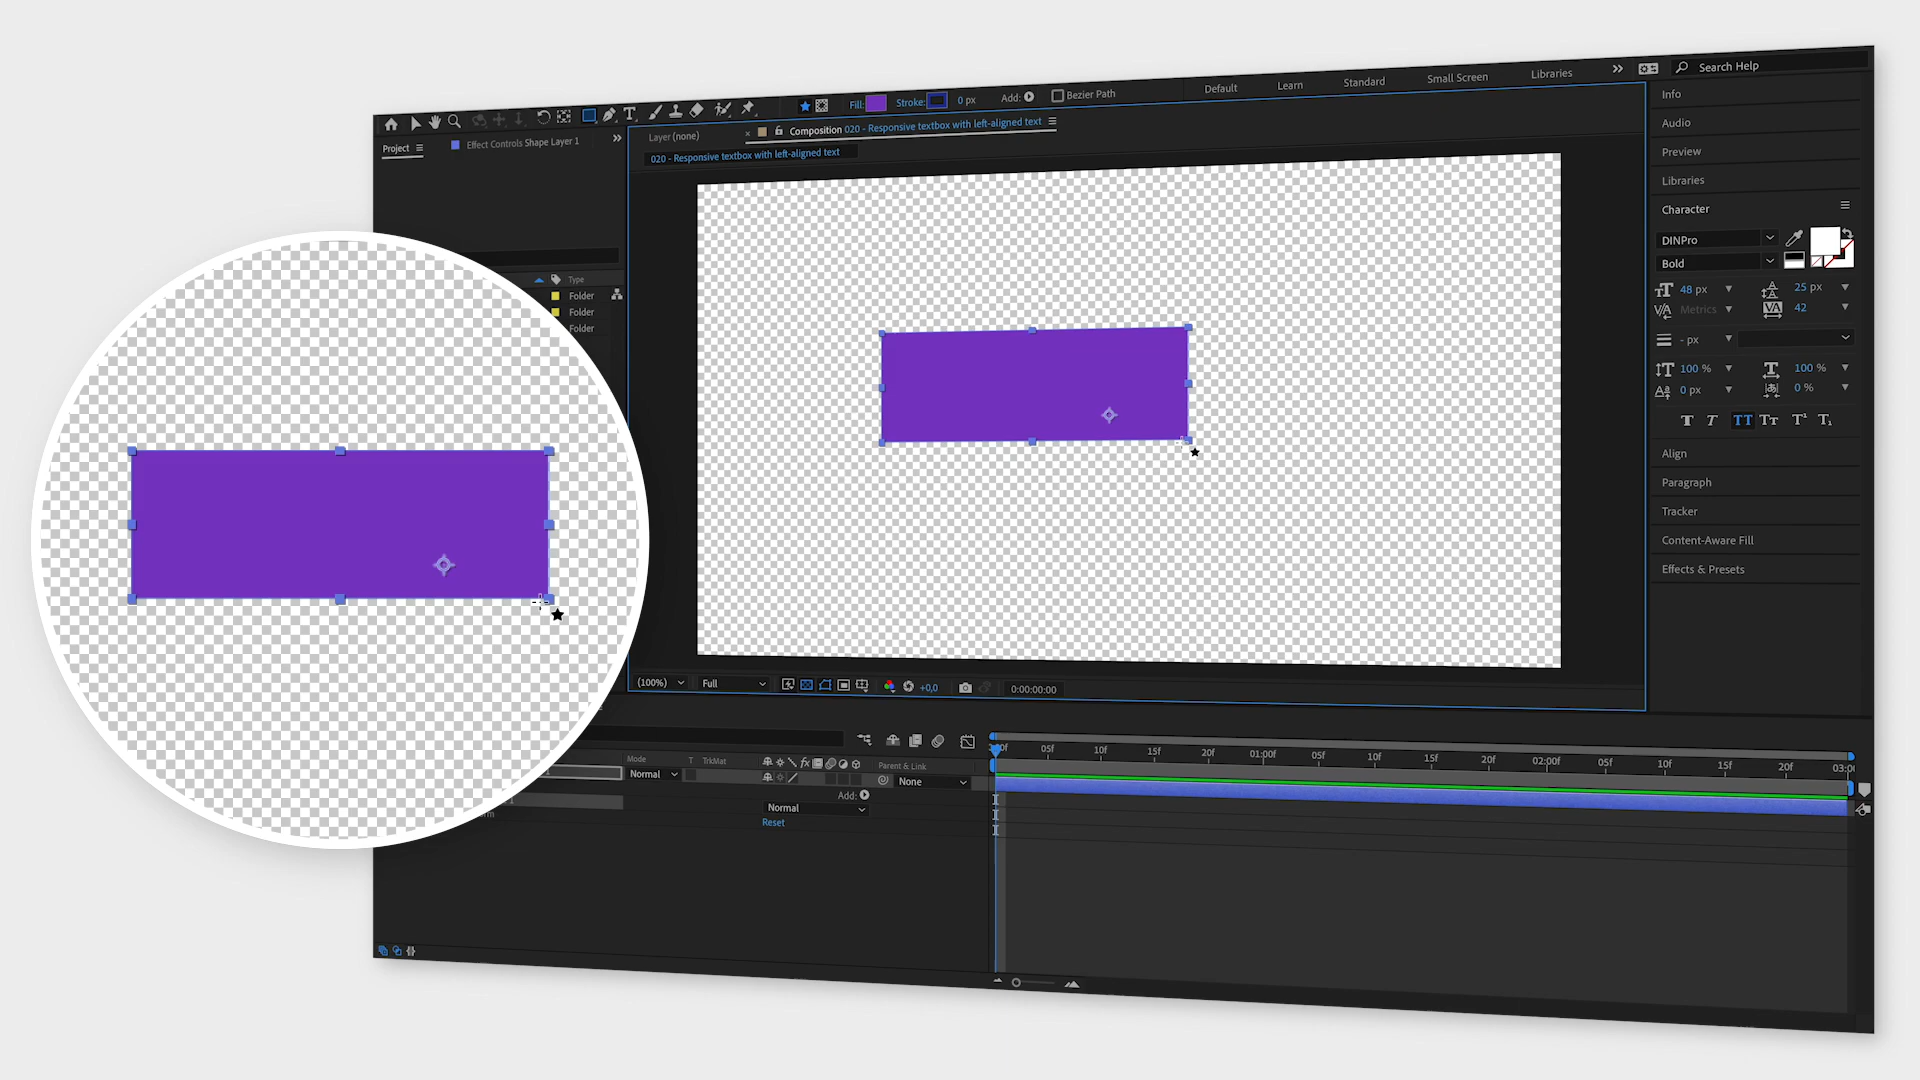 Fill:
Stroke:
0 px
Add:
Bezier Path
Default
Learn
Standard
Small Screen
Libraries
Search Help
Project
Effect Controls Shape Layer 1
Layer (none)
Composition 020 - Responsive textbox with left-aligned text
020 - Responsive textbox with left-aligned text
Type
Folder
Folder
Folder
Info
Audio
Preview
Libraries
Character
DINPro
Bold
48 px
25 px
Metrics
42
- px
100 %
100 %
0 px
0 %
Align
Paragraph
Tracker
Content-Aware Fill
Effects & Presets
(100%)
Full
+0,0
0:00:00:00
Mode
T TrkMat
Parent & Link
Normal
None
Add:
Normal
Reset
05f
10f
15f
20f
01:00f
05f
10f
15f
20f
02:00f
05f
10f
15f
20f